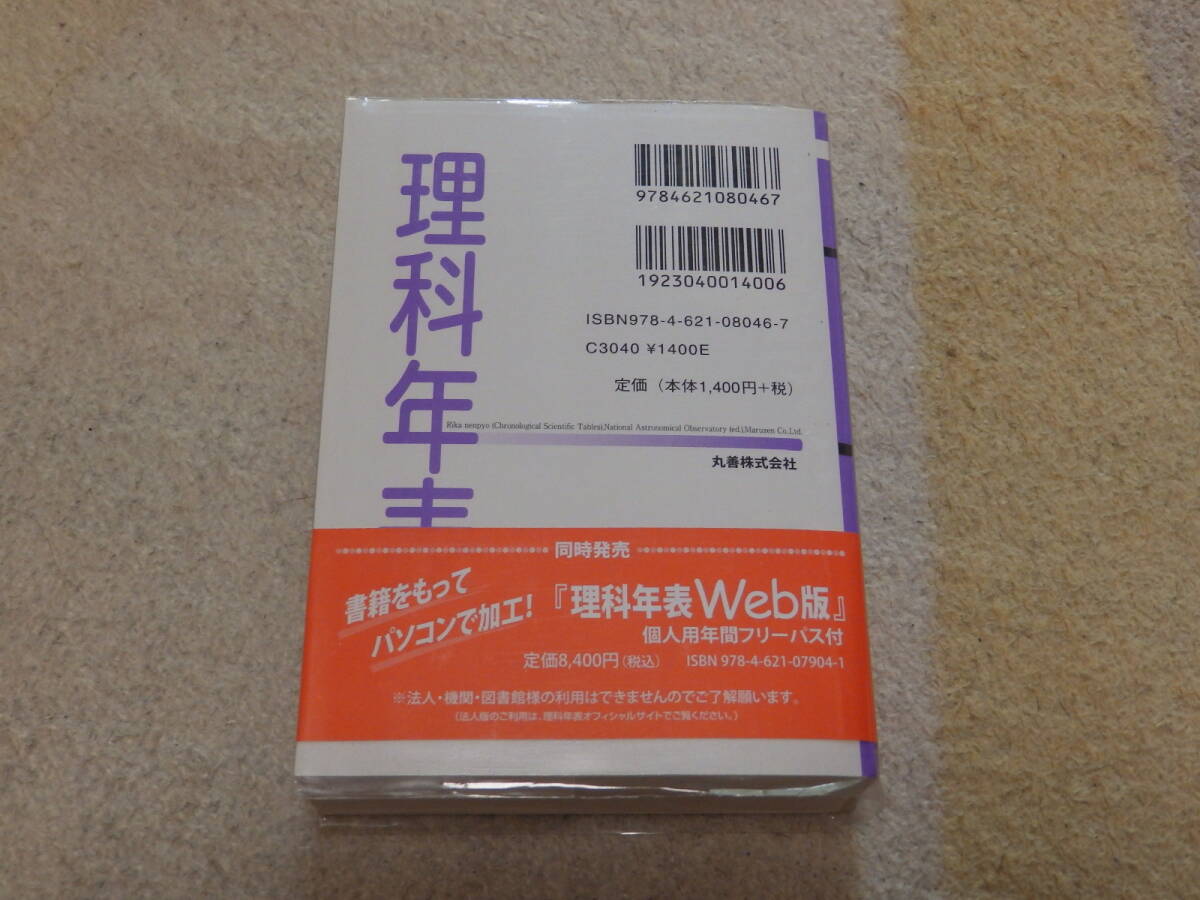 理科年表
9784621080467
1923040014006
ISBN978-4-621-08046-7
C3040 ¥1400E
定価（本体1,400円+税）
Rika nenpyo (Chronological Scientific Tables),National Astronomical Observatory (ed.),Maruzen Co.,Ltd.
丸善株式会社
同時発売
書籍をもって
パソコンで加工!
『理科年表Web版』
個人用年間フリーパス付
定価8,400円（税込） ISBN 978-4-621-07904-1
※法人・機関・図書館様の利用はできませんのでご了解願います。
（法人版のご利用は、理科年表オフィシャルサイトでご覧ください。）